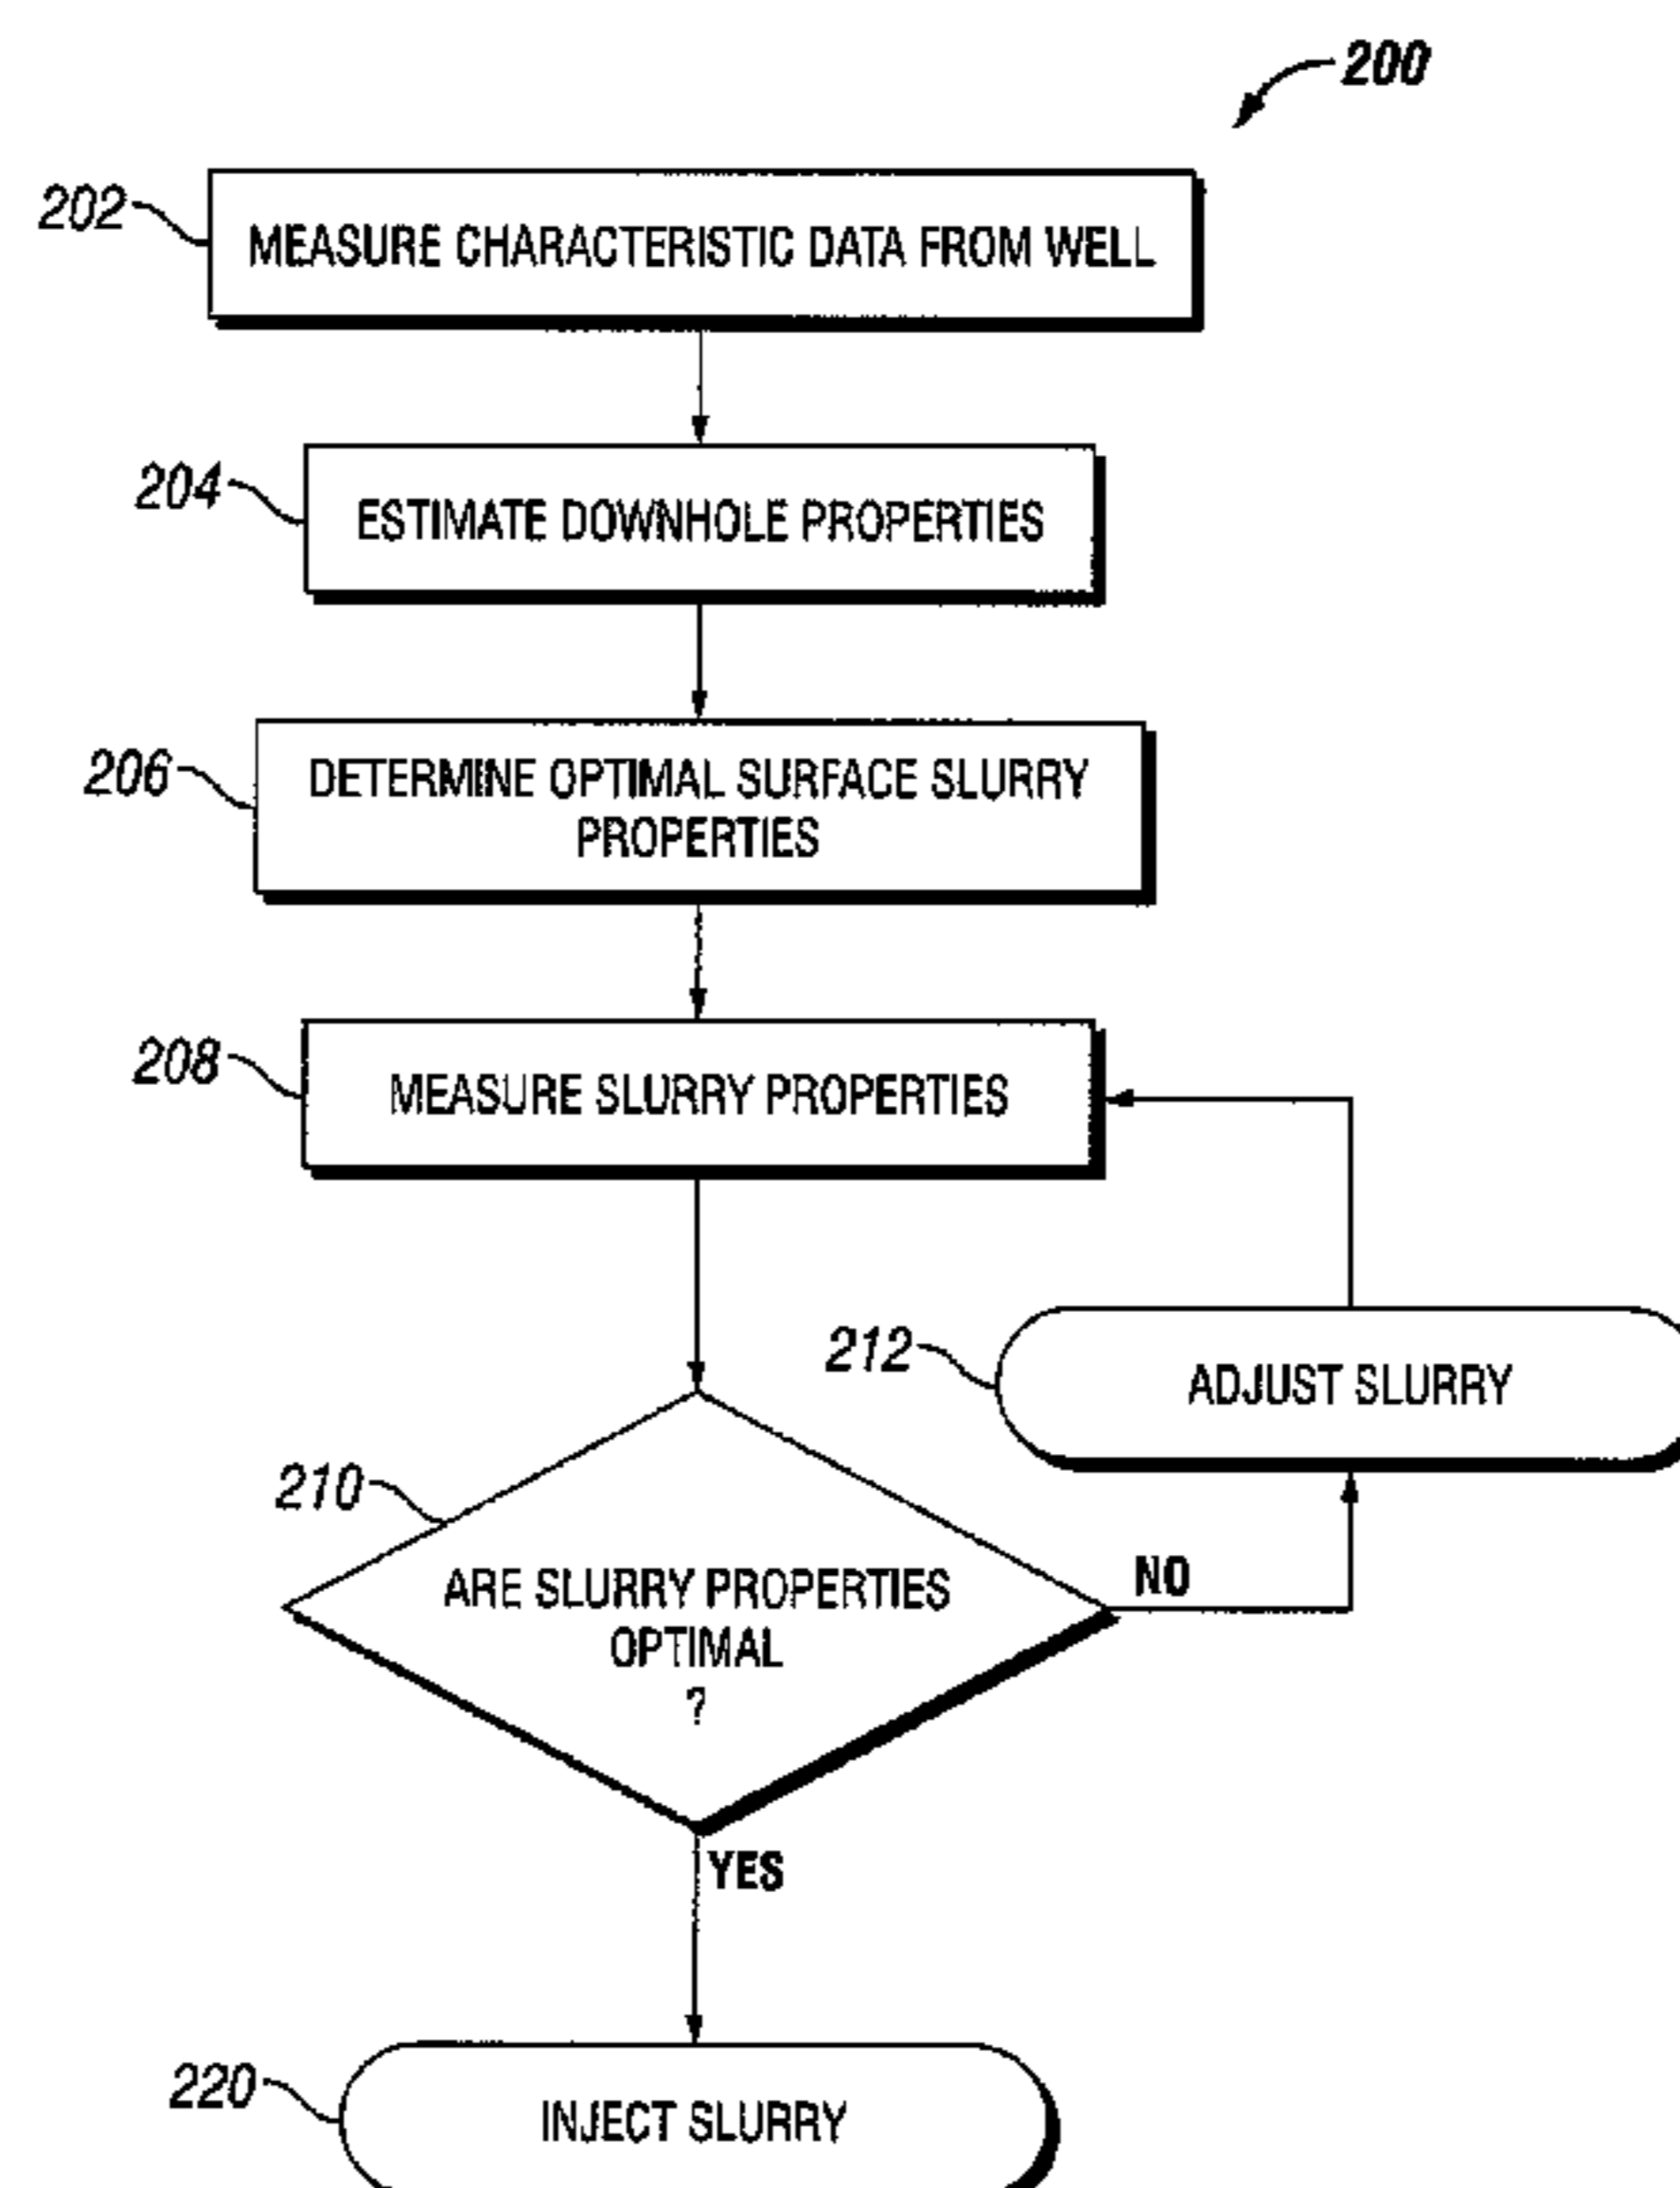 200
202
MEASURE CHARACTERISTIC DATA FROM WELL
204
ESTIMATE DOWNHOLE PROPERTIES
206
DETERMINE OPTIMAL SURFACE SLURRY
PROPERTIES
208
MEASURE SLURRY PROPERTIES
212
ADJUST SLURRY
210
ARE SLURRY PROPERTIES
OPTIMAL
?
NO
YES
220
INJECT SLURRY